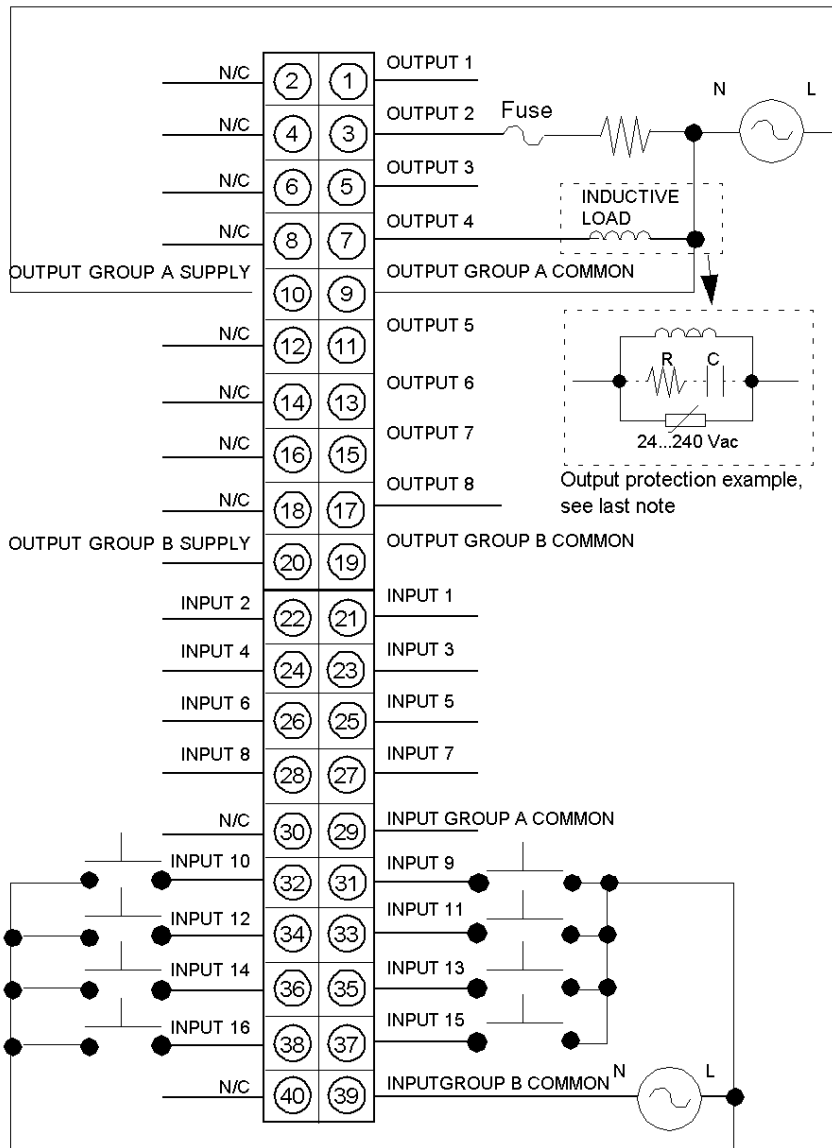 N/C 2 1 OUTPUT 1
N/C 4 3 OUTPUT 2 Fuse N L
N/C 6 5 OUTPUT 3
N/C 8 7 OUTPUT 4
INDUCTIVE
LOAD
OUTPUT GROUP A SUPPLY 10 9 OUTPUT GROUP A COMMON
N/C 12 11 OUTPUT 5
N/C 14 13 OUTPUT 6
N/C 16 15 OUTPUT 7
N/C 18 17 OUTPUT 8
R C
24...240 Vac
Output protection example,
see last note
OUTPUT GROUP B SUPPLY 20 19 OUTPUT GROUP B COMMON
INPUT 2 22 21 INPUT 1
INPUT 4 24 23 INPUT 3
INPUT 6 26 25 INPUT 5
INPUT 8 28 27 INPUT 7
N/C 30 29 INPUT GROUP A COMMON
INPUT 10 32 31 INPUT 9
INPUT 12 34 33 INPUT 11
INPUT 14 36 35 INPUT 13
INPUT 16 38 37 INPUT 15
N/C 40 39 INPUTGROUP B COMMON N L